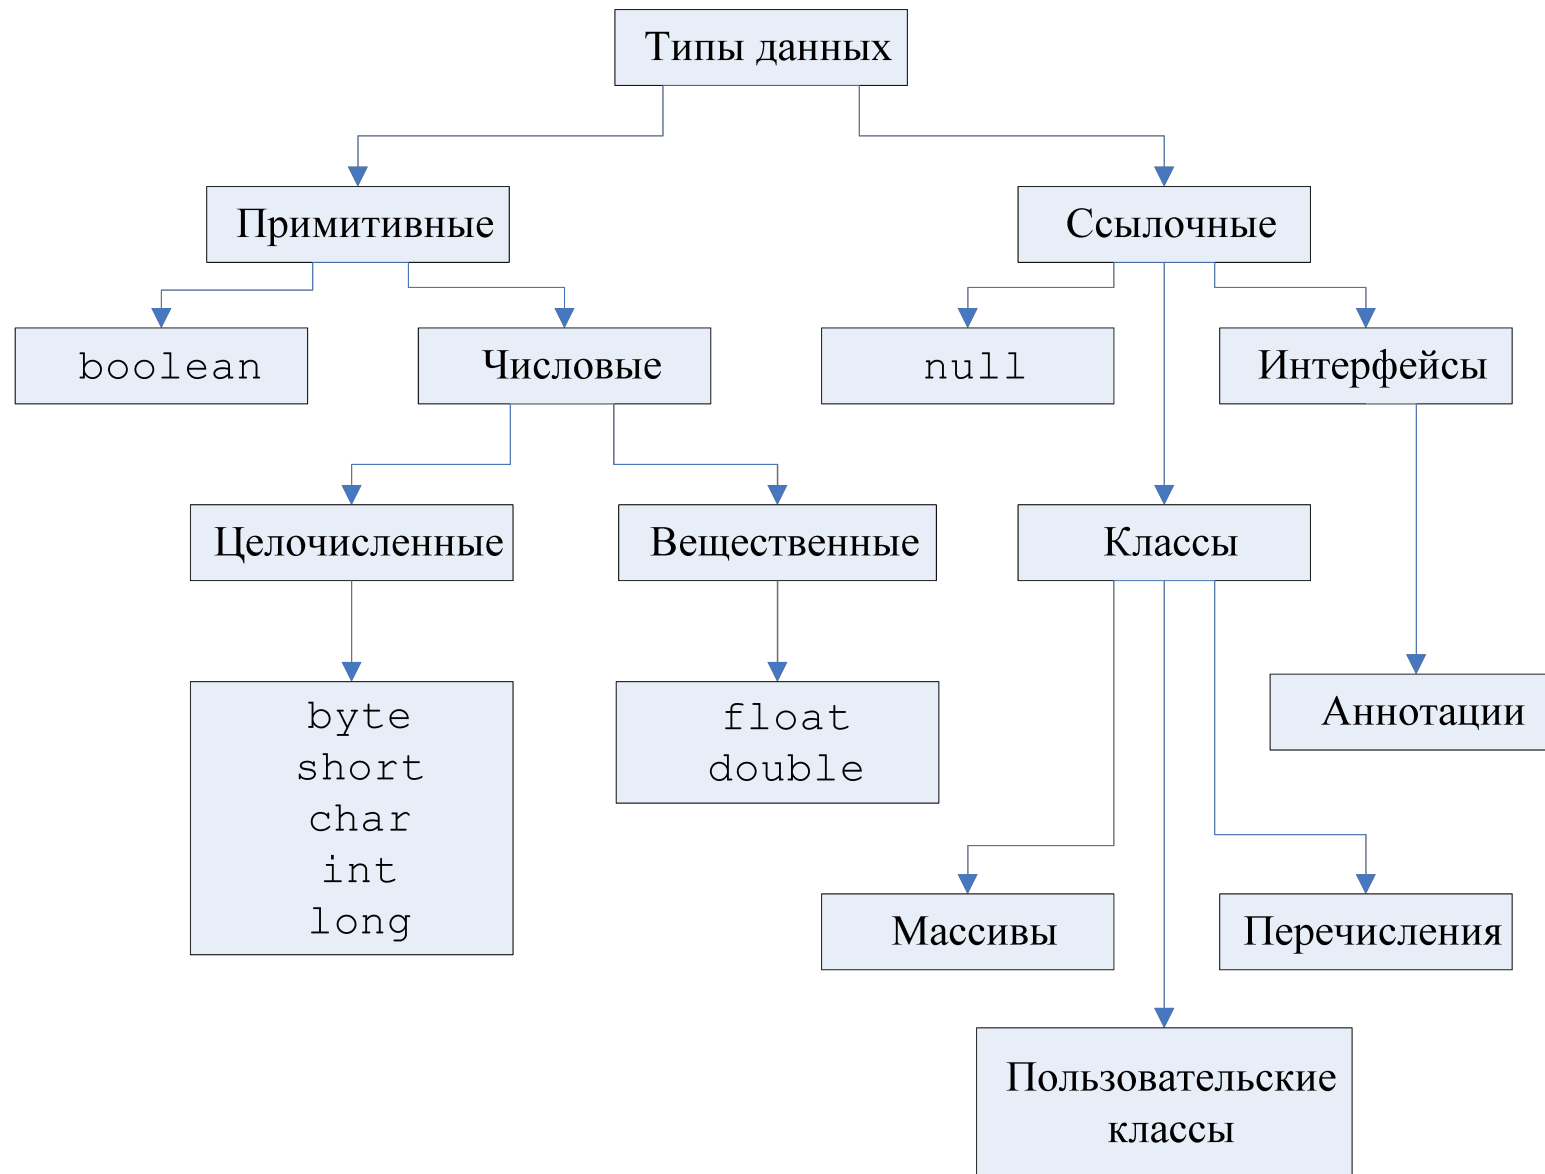 Типы данных
Примитивные
Ссылочные
boolean
Числовые
null
Интерфейсы
Целочисленные
Вещественные
Классы
byte
short
char
int
long
float
double
Аннотации
Массивы
Перечисления
Пользовательские
классы